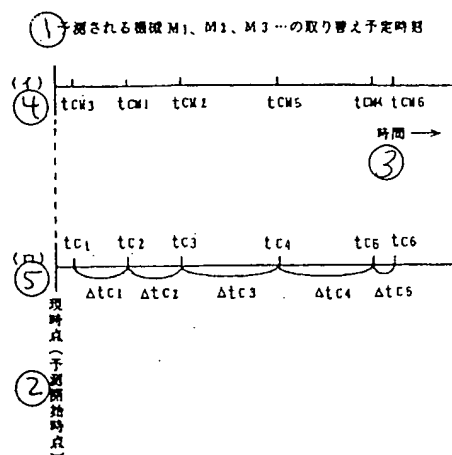 ① 予測される機械M1、M2、M3…の取り替え予定時刻
(イ)
④
tCM3 tCM1 tCM2 tCM5 tCM4 tCM6
時間 →
③
(ロ)
⑤
tC1 tC2 tC3 tC4 tC5 tC6
ΔtC1 ΔtC2 ΔtC3 ΔtC4 ΔtC5
②
現時点(予測開始時点)